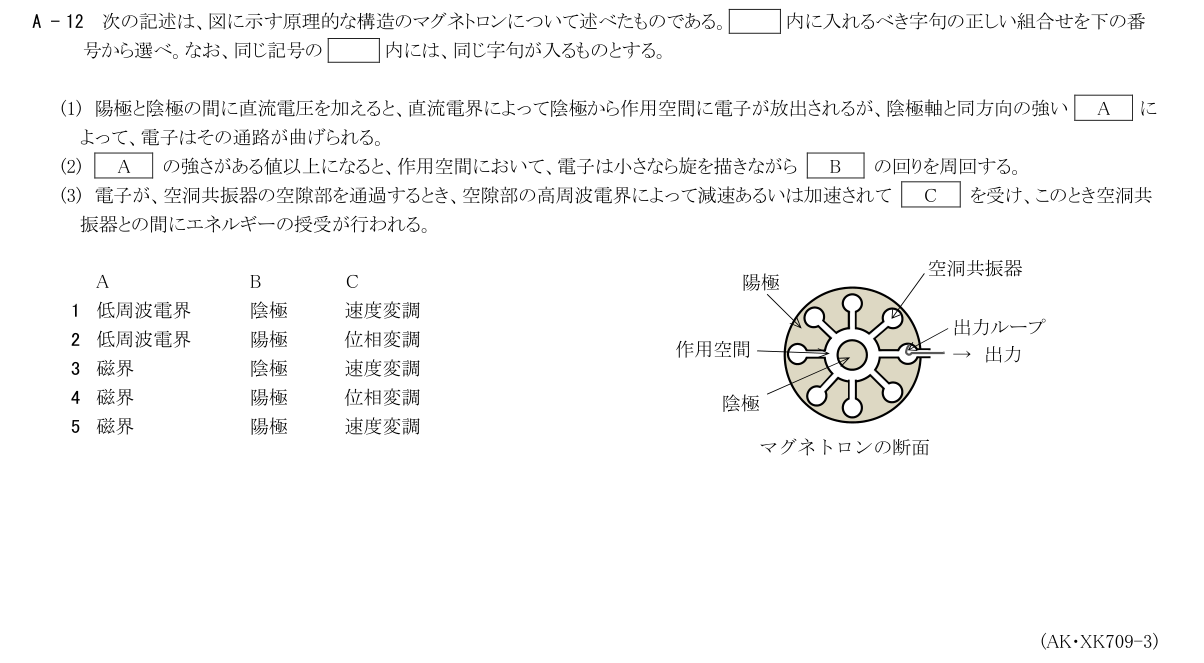 A － 12 次の記述は、図に示す原理的な構造のマグネトロンについて述べたものである。 内に入れるべき字句の正しい組合せを下の番
号から選べ。なお、同じ記号の 内には、同じ字句が入るものとする。
(1) 陽極と陰極の間に直流電圧を加えると、直流電界によって陰極から作用空間に電子が放出されるが、陰極軸と同方向の強い A に
よって、電子はその通路が曲げられる。
(2) A の強さがある値以上になると、作用空間において、電子は小さなら旋を描きながら B の回りを周回する。
(3) 電子が、空洞共振器の空隙部を通過するとき、空隙部の高周波電界によって減速あるいは加速されて C を受け、このとき空洞共
振器との間にエネルギーの授受が行われる。
A B C
1 低周波電界 陰極 速度変調
2 低周波電界 陽極 位相変調
3 磁界 陰極 速度変調
4 磁界 陽極 位相変調
5 磁界 陽極 速度変調
空洞共振器
陽極
出力ループ
作用空間
→ 出力
陰極
マグネトロンの断面
(AK・XK709-3)